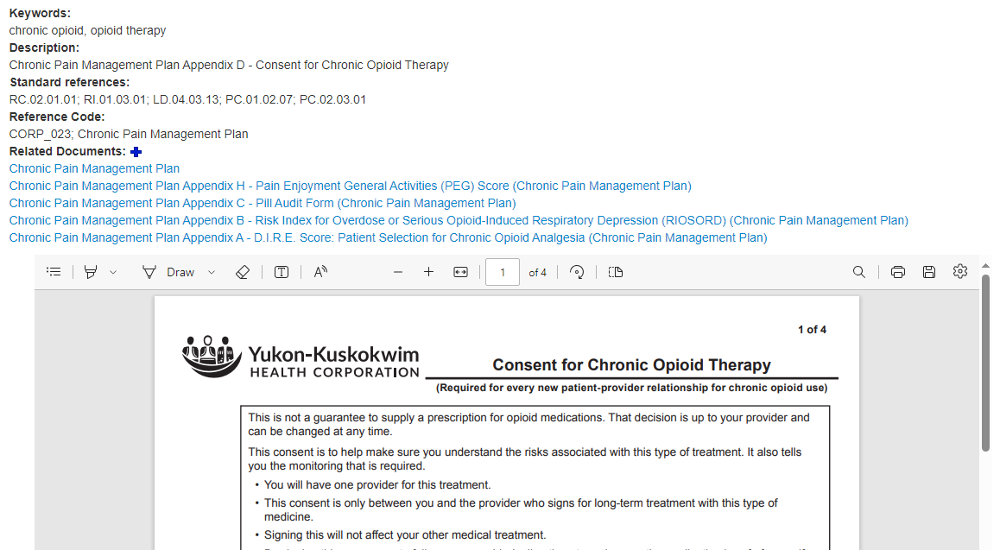 Keywords:
chronic opioid, opioid therapy
Description:
Chronic Pain Management Plan Appendix D - Consent for Chronic Opioid Therapy
Standard references:
RC.02.01.01; RI.01.03.01; LD.04.03.13; PC.01.02.07; PC.02.03.01
Reference Code:
CORP_023; Chronic Pain Management Plan
Related Documents:
Chronic Pain Management Plan
Chronic Pain Management Plan Appendix H - Pain Enjoyment General Activities (PEG) Score (Chronic Pain Management Plan)
Chronic Pain Management Plan Appendix C - Pill Audit Form (Chronic Pain Management Plan)
Chronic Pain Management Plan Appendix B - Risk Index for Overdose or Serious Opioid-Induced Respiratory Depression (RIOSORD) (Chronic Pain Management Plan)
Chronic Pain Management Plan Appendix A - D.I.R.E. Score: Patient Selection for Chronic Opioid Analgesia (Chronic Pain Management Plan)
Draw 1 of 4
1 of 4
Yukon-Kuskokwim
HEALTH CORPORATION
Consent for Chronic Opioid Therapy
(Required for every new patient-provider relationship for chronic opioid use)
This is not a guarantee to supply a prescription for opioid medications. That decision is up to your provider and
can be changed at any time.
This consent is to help make sure you understand the risks associated with this type of treatment. It also tells
you the monitoring that is required.
• You will have one provider for this treatment.
• This consent is only between you and the provider who signs for long-term treatment with this type of
medicine.
• Signing this will not affect your other medical treatment.